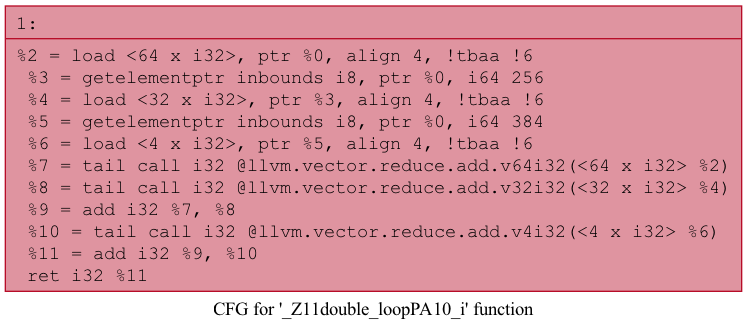 1:
%2 = load <64 x i32>, ptr %0, align 4, !tbaa !6
%3 = getelementptr inbounds i8, ptr %0, i64 256
%4 = load <32 x i32>, ptr %3, align 4, !tbaa !6
%5 = getelementptr inbounds i8, ptr %0, i64 384
%6 = load <4 x i32>, ptr %5, align 4, !tbaa !6
%7 = tail call i32 @llvm.vector.reduce.add.v64i32(<64 x i32> %2)
%8 = tail call i32 @llvm.vector.reduce.add.v32i32(<32 x i32> %4)
%9 = add i32 %7, %8
%10 = tail call i32 @llvm.vector.reduce.add.v4i32(<4 x i32> %6)
%11 = add i32 %9, %10
ret i32 %11
CFG for '_Z11double_loopPA10_i' function